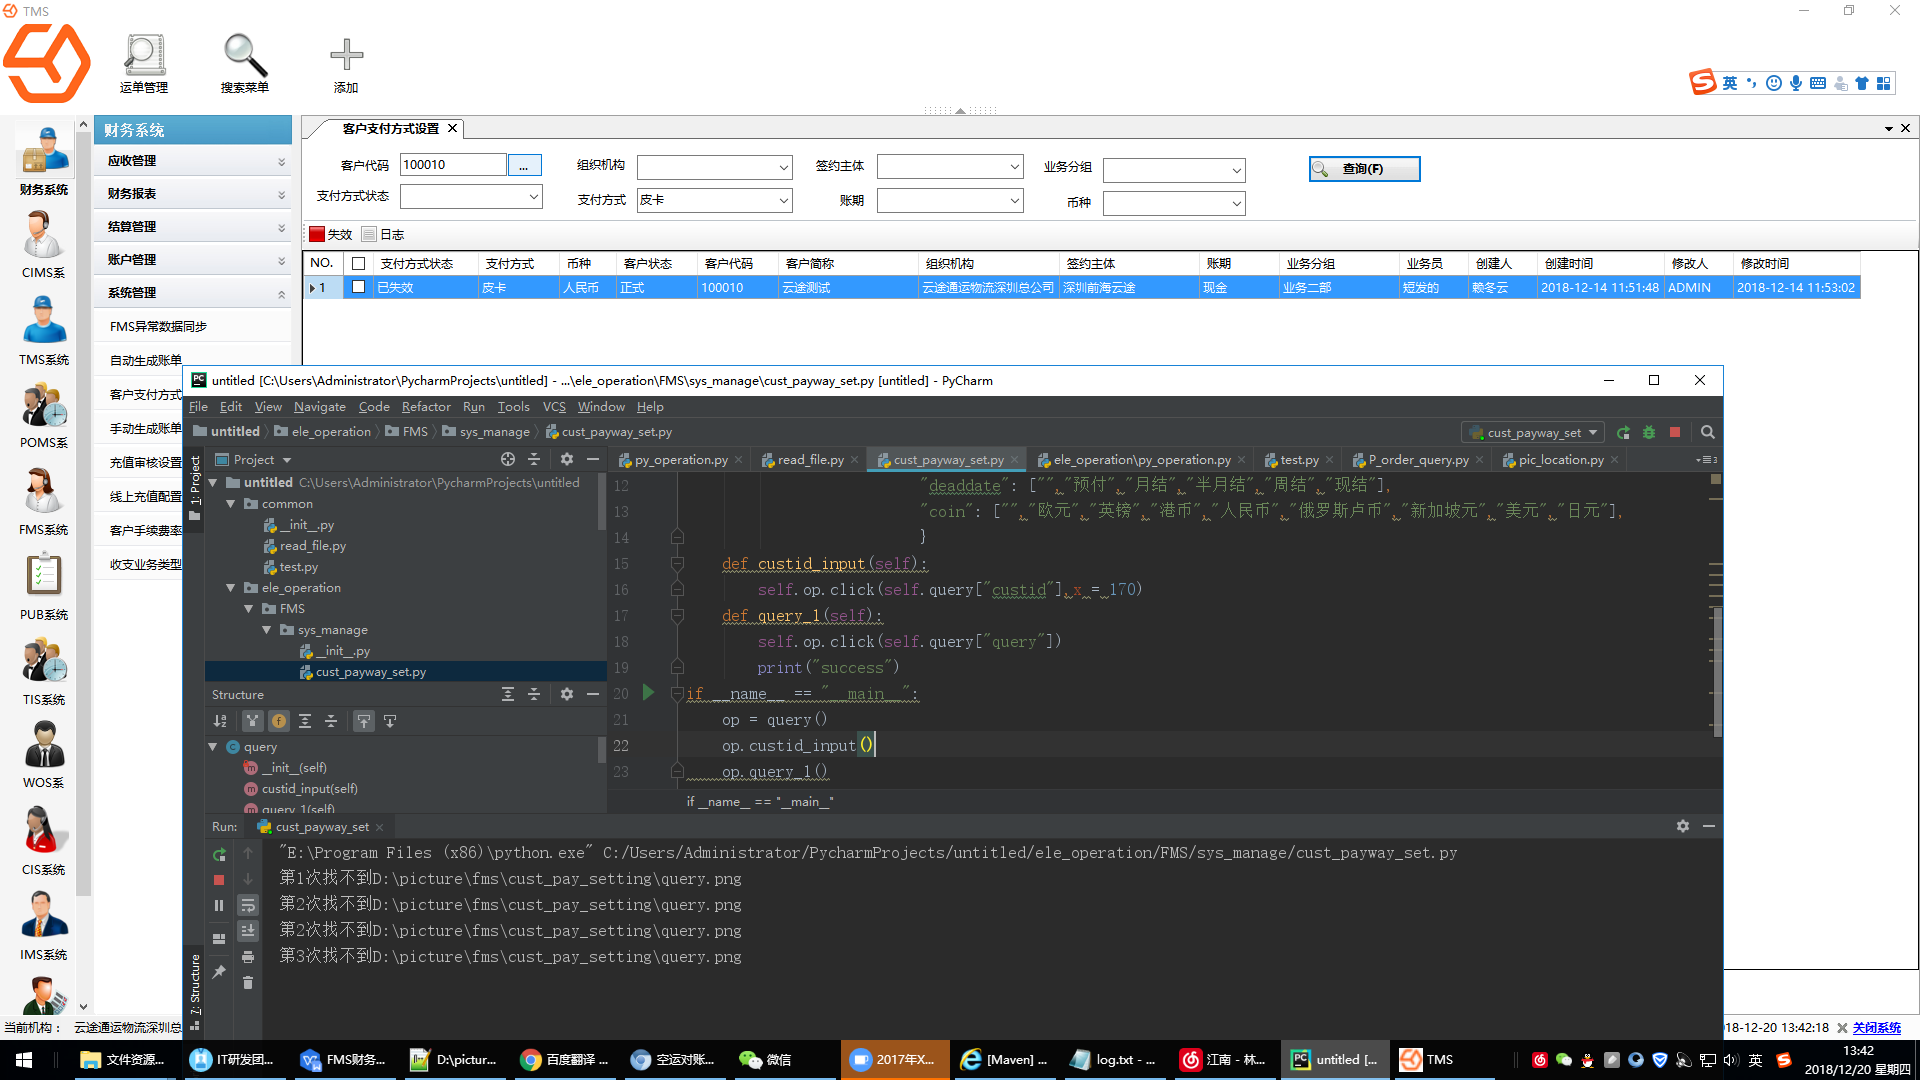 TMS
运单管理
搜索菜单
添加
英
财务系统
CIMS系
TMS系统
POMS系
FMS系统
PUB系统
TIS系统
WOS系
CIS系统
IMS系统
财务系统
应收管理
财务报表
结算管理
账户管理
系统管理
FMS异常数据同步
自动生成账单
客户支付方式
手动生成账单
充值审核设置
线上充值配置
客户手续费率
收支业务类型
客户支付方式设置
客户代码 100010 ... 组织机构 签约主体 业务分组 查询(F)
支付方式状态 支付方式 皮卡 账期 币种
失效 日志
NO. 支付方式状态 支付方式 币种 客户状态 客户代码 客户简称 组织机构 签约主体 账期 业务分组 业务员 创建人 创建时间 修改人 修改时间
1 已失效 皮卡 人民币 正式 100010 云途测试 云途通运物流深圳总公司 深圳前海云途 现金 业务二部 短发的 赖冬云 2018-12-14 11:51:48 ADMIN 2018-12-14 11:53:02
untitled [C:\Users\Administrator\PycharmProjects\untitled] - ...\ele_operation\FMS\sys_manage\cust_payway_set.py [untitled] - PyCharm
File Edit View Navigate Code Refactor Run Tools VCS Window Help
untitled ele_operation FMS sys_manage cust_payway_set.py cust_payway_set
1: Project
Project
untitled C:\Users\Administrator\PycharmProjects\untitled
common
__init__.py
read_file.py
test.py
ele_operation
FMS
sys_manage
__init__.py
cust_payway_set.py
Structure
query
__init__(self)
custid_input(self)
query_1(self)
py_operation.py read_file.py cust_payway_set.py ele_operation\py_operation.py test.py P_order_query.py pic_location.py
12 "deaddate": ["", "预付", "月结", "半月结", "周结", "现结"],
13 "coin": ["", "欧元", "英镑", "港币", "人民币", "俄罗斯卢币", "新加坡元", "美元", "日元"],
14 }
15 def custid_input(self):
16 self.op.click(self.query["custid"], x = 170)
17 def query_1(self):
18 self.op.click(self.query["query"])
19 print("success")
20 if __name__ == "__main__":
21 op = query()
22 op.custid_input()
23 op.query_1()
if __name__ == "__main__"
Run: cust_payway_set
"E:\Program Files (x86)\python.exe" C:/Users/Administrator/PycharmProjects/untitled/ele_operation/FMS/sys_manage/cust_payway_set.py
第1次找不到D:\picture\fms\cust_pay_setting\query.png
第2次找不到D:\picture\fms\cust_pay_setting\query.png
第2次找不到D:\picture\fms\cust_pay_setting\query.png
第3次找不到D:\picture\fms\cust_pay_setting\query.png
7: Structure
当前机构： 云途通运物流深圳总
18-12-20 13:42:18 关闭系统
文件资源... IT研发团... FMS财务... D:\pictur... 百度翻译 ... 空运对账... 微信 2017年X... [Maven] ... log.txt - ... 江南 - 林... untitled [... TMS
英
13:42
2018/12/20 星期四